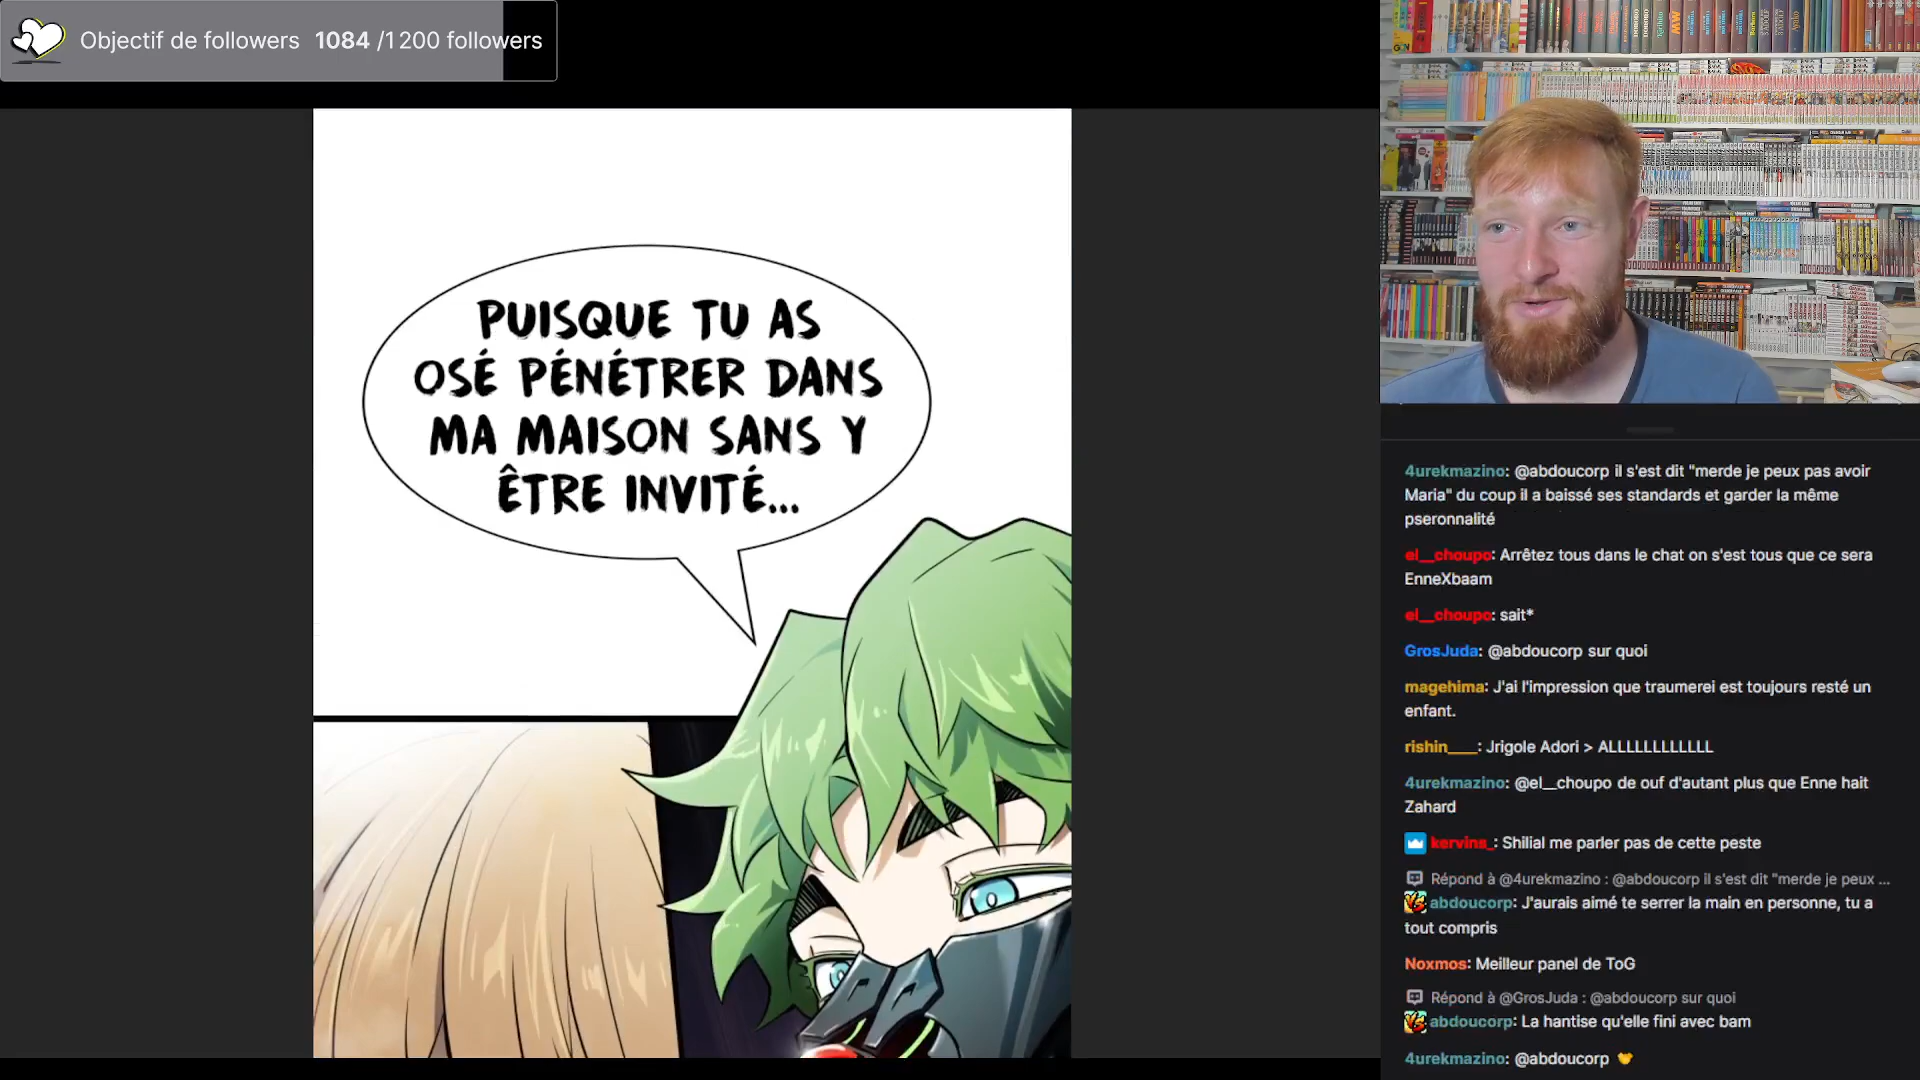 Objectif de followers 1084 /1 200 followers
PUISQUE TU AS
OSÉ PÉNÉTRER DANS
MA MAISON SANS Y
ÊTRE INVITÉ...
4urekmazino: @abdoucorp il s'est dit "merde je peux pas avoir
Maria" du coup il a baissé ses standards et garder la même
pseronnalité
el__choupo: Arrêtez tous dans le chat on s'est tous que ce sera
EnneXbaam
el__choupo: sait*
GrosJuda: @abdoucorp sur quoi
magehima: J'ai l'impression que traumerei est toujours resté un
enfant.
rishin____: Jrigole Adori > ALLLLLLLLLLLL
4urekmazino: @el__choupo de ouf d'autant plus que Enne hait
Zahard
kervins_: Shilial me parler pas de cette peste
Répond à @4urekmazino : @abdoucorp il s'est dit "merde je peux ...
abdoucorp: J'aurais aimé te serrer la main en personne, tu a
tout compris
Noxmos: Meilleur panel de ToG
Répond à @GrosJuda : @abdoucorp sur quoi
abdoucorp: La hantise qu'elle fini avec bam
4urekmazino: @abdoucorp